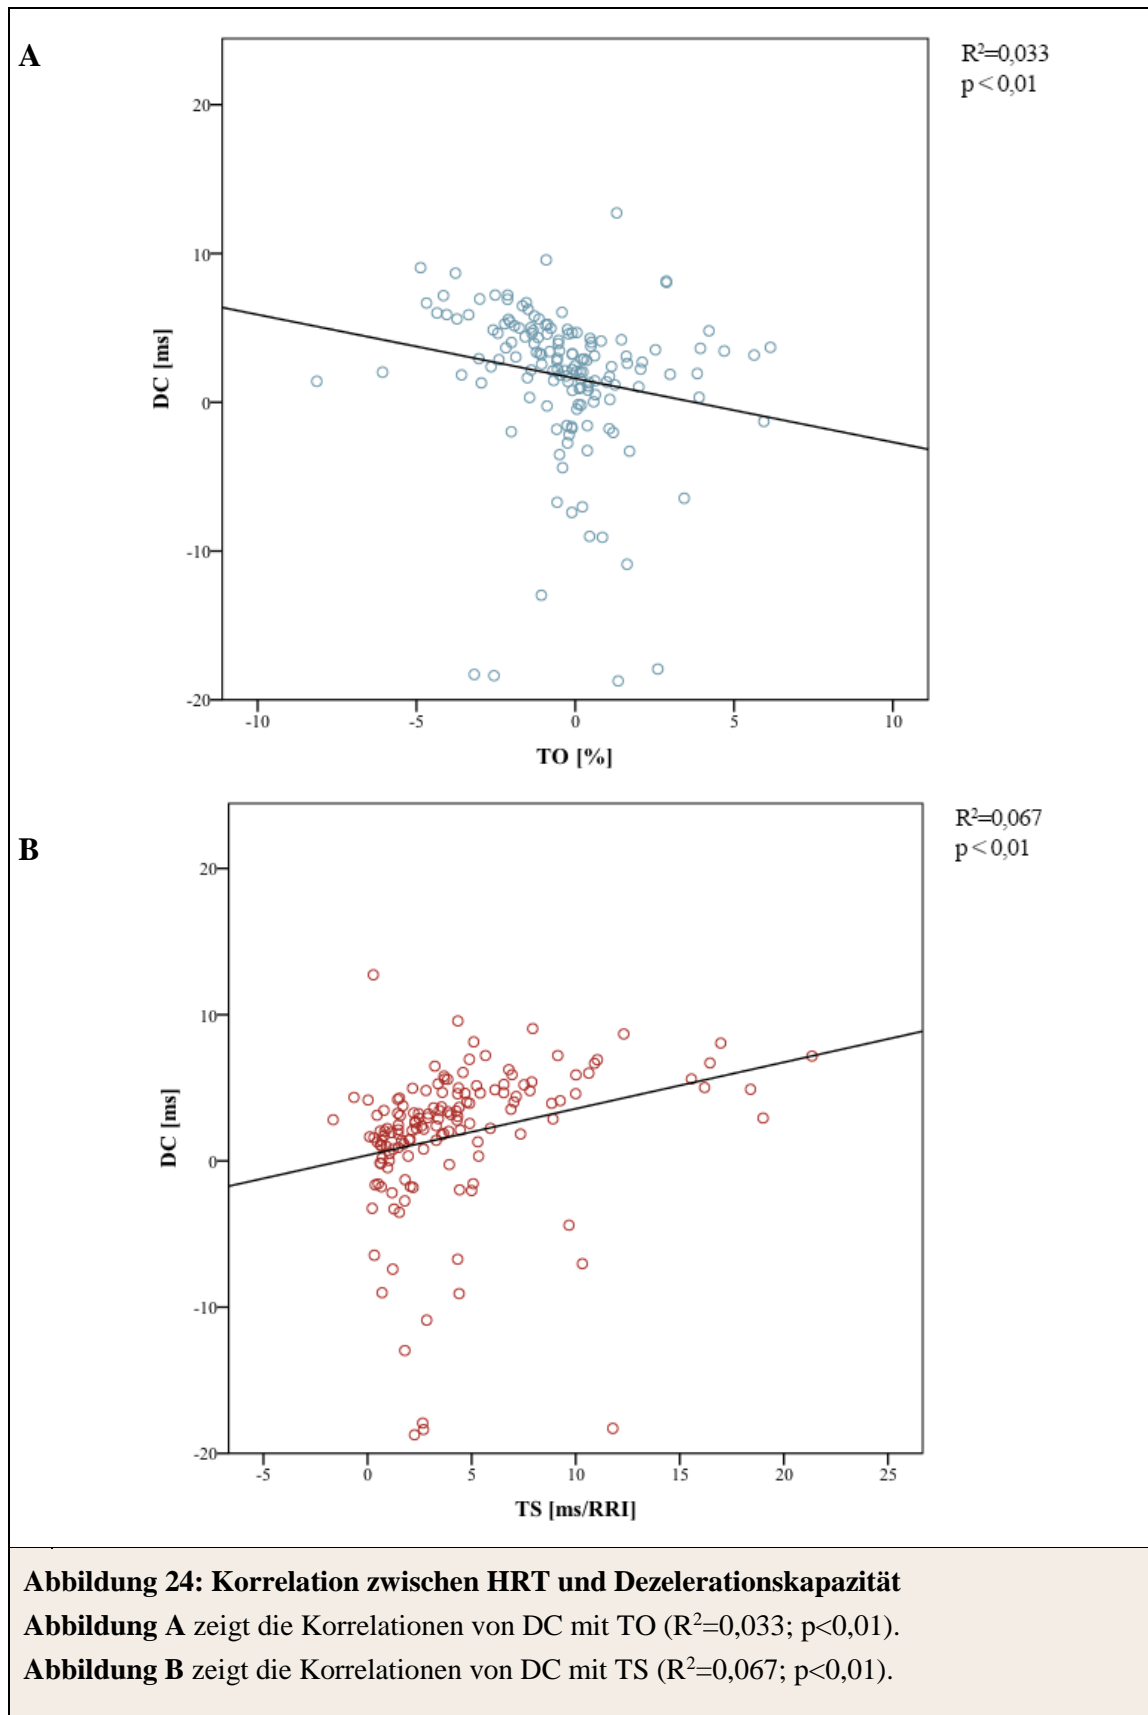 A
R²=0,033
p < 0,01
20
10
0
-10
-20
DC [ms]
-10 -5 0 5 10
TO [%]
B
R²=0,067
p < 0,01
20
10
0
-10
-20
DC [ms]
-5 0 5 10 15 20 25
TS [ms/RRI]
Abbildung 24: Korrelation zwischen HRT und Dezelerationskapazität
Abbildung A zeigt die Korrelationen von DC mit TO (R²=0,033; p<0,01).
Abbildung B zeigt die Korrelationen von DC mit TS (R²=0,067; p<0,01).